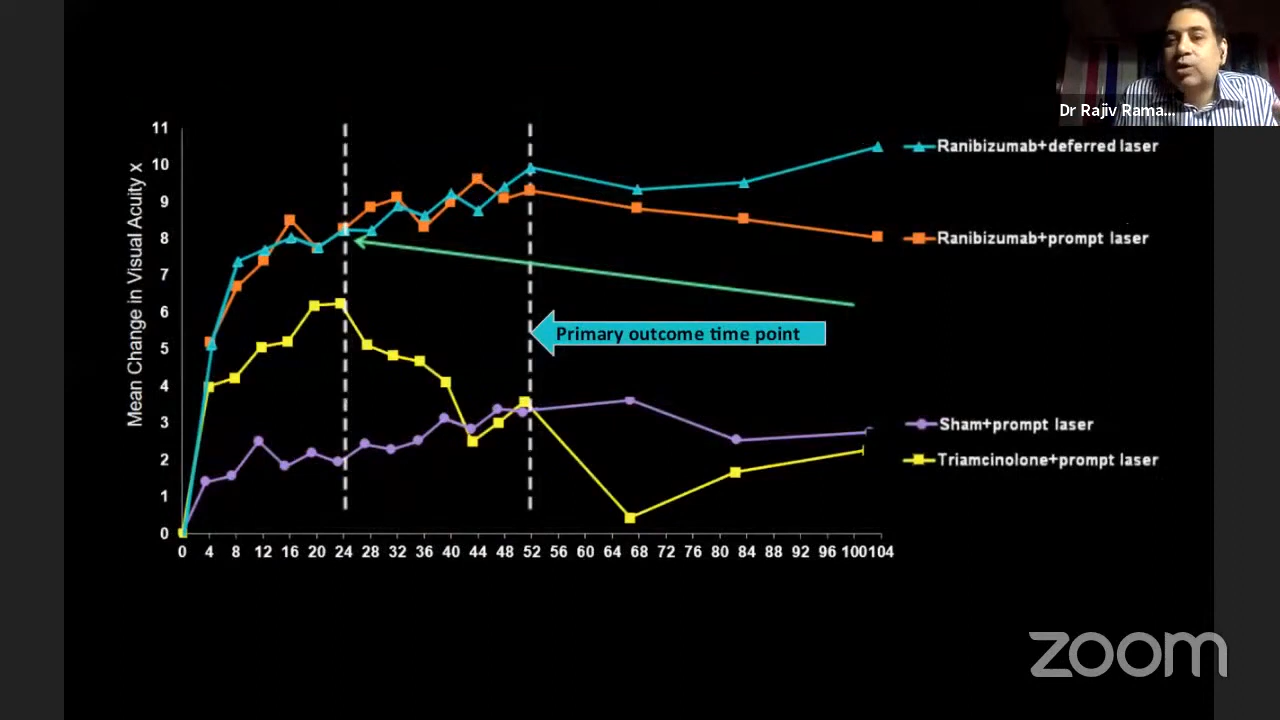 Dr Rajiv Rama...
Mean Change in Visual Acuity x
11
10
9
8
7
6
5
4
3
2
1
0
0 4 8 12 16 20 24 28 32 36 40 44 48 52 56 60 64 68 72 76 80 84 88 92 96 100 104
Ranibizumab+deferred laser
Ranibizumab+prompt laser
Primary outcome time point
Sham+prompt laser
Triamcinolone+prompt laser
zoom